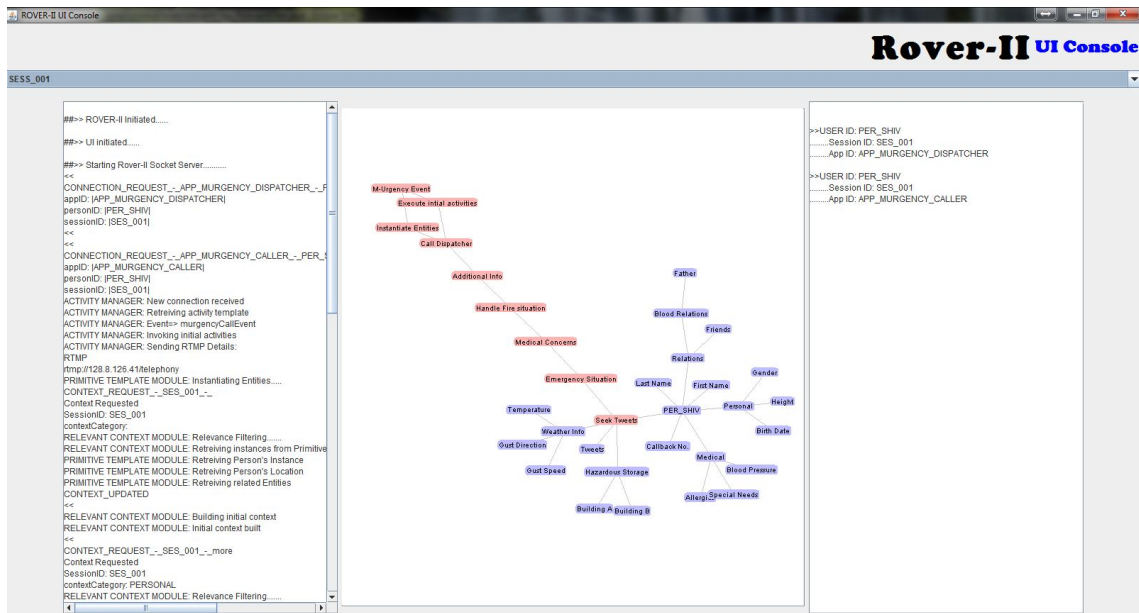 ROVER-II UI Console
Rover-II UI Console
SESS_001
##>> ROVER-II Initiated......
##>> UI initiated......
##>> Starting Rover-II Socket Server...........
<<
CONNECTION_REQUEST_-_APP_MURGENCY_DISPATCHER_-_F
appID: |APP_MURGENCY_DISPATCHER|
personID: |PER_SHIV|
sessionID: |SES_001|
<<
<<
CONNECTION_REQUEST_-_APP_MURGENCY_CALLER_-_PER_S
appID: |APP_MURGENCY_CALLER|
personID: |PER_SHIV|
sessionID: |SES_001|
ACTIVITY MANAGER: New connection received
ACTIVITY MANAGER: Retreiving activity template
ACTIVITY MANAGER: Event=> murgencyCallEvent
ACTIVITY MANAGER: Invoking initial activities
ACTIVITY MANAGER: Sending RTMP Details:
RTMP
rtmp://128.8.126.41/telephony
PRIMITIVE TEMPLATE MODULE: Instantiating Entities.....
CONTEXT_REQUEST_-_SES_001_-_
Context Requested
SessionID: SES_001
contextCategory:
RELEVANT CONTEXT MODULE: Relevance Filtering.......
RELEVANT CONTEXT MODULE: Retreiving instances from Primitive
PRIMITIVE TEMPLATE MODULE: Retreiving Person's Instance
PRIMITIVE TEMPLATE MODULE: Retreiving Person's Location
PRIMITIVE TEMPLATE MODULE: Retreiving related Entities
CONTEXT_UPDATED
<<
RELEVANT CONTEXT MODULE: Building initial context
RELEVANT CONTEXT MODULE: Initial context built
<<
CONTEXT_REQUEST_-_SES_001_-_more
Context Requested
SessionID: SES_001
contextCategory: PERSONAL
RELEVANT CONTEXT MODULE: Relevance Filtering.......
M-Urgency Event
Execute intial activities
Instantiate Entities
Call Dispatcher
Additional Info
Handle Fire situation
Medical Concerns
Emergency Situation
Seek Tweets
Father
Blood Relations
Friends
Relations
Last Name
First Name
Gender
Personal
Height
Birth Date
PER_SHIV
Temperature
Weather Info
Gust Direction
Gust Speed
Tweets
Hazardous Storage
Building A
Building B
Callback No.
Medical
Blood Pressure
Special Needs
>>USER ID: PER_SHIV
.......Session ID: SES_001
.......App ID: APP_MURGENCY_DISPATCHER
>>USER ID: PER_SHIV
.......Session ID: SES_001
.......App ID: APP_MURGENCY_CALLER